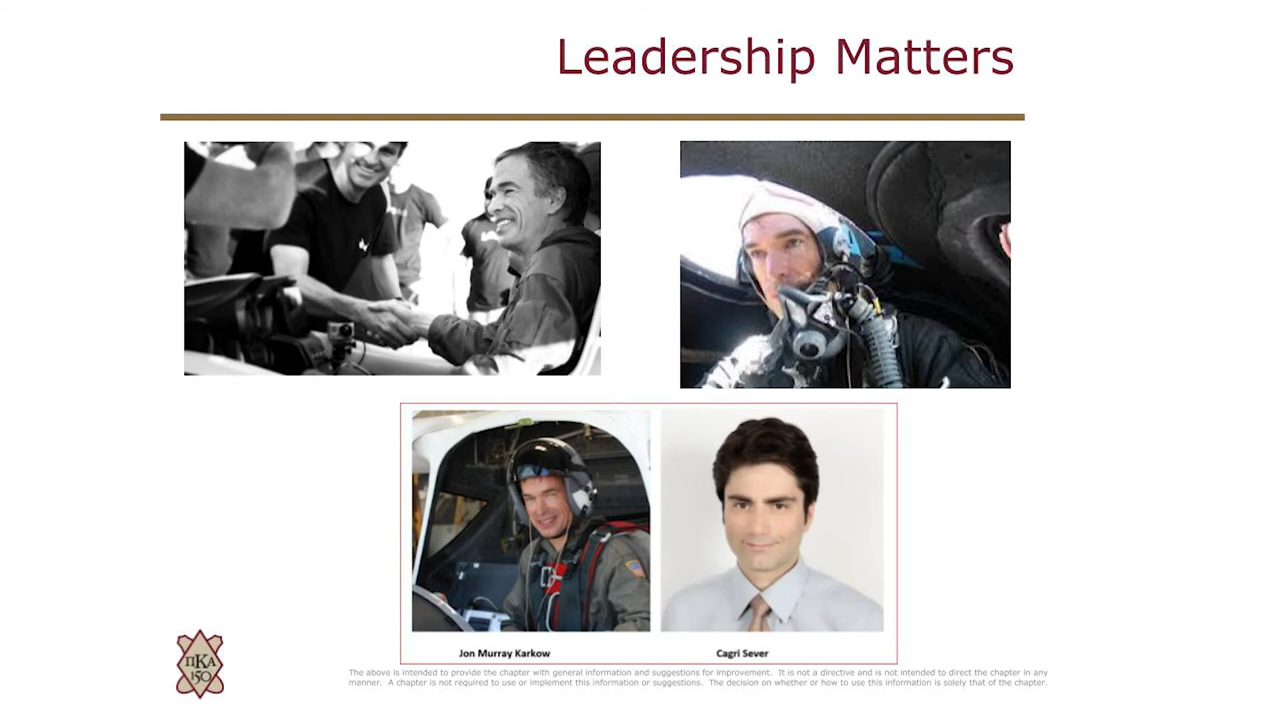 Leadership Matters
Jon Murray Karkow
Cagri Sever
ΠΚΑ
150
The above is intended to provide the chapter with general information and suggestions for improvement. It is not a directive and is not intended to direct the chapter in any
manner. A chapter is not required to use or implement this information or suggestions. The decision on whether or how to use this information is solely that of the chapter.